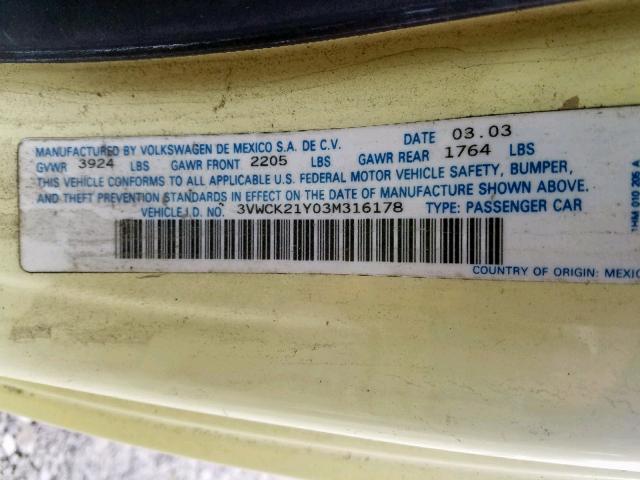 MANUFACTURED BY VOLKSWAGEN DE MEXICO S.A. DE C.V. DATE 03.03
GVWR 3924 LBS GAWR FRONT 2205 LBS GAWR REAR 1764 LBS
THIS VEHICLE CONFORMS TO ALL APPLICABLE U.S. FEDERAL MOTOR VEHICLE SAFETY, BUMPER,
AND THEFT PREVENTION STANDARDS IN EFFECT ON THE DATE OF MANUFACTURE SHOWN ABOVE.
VEHICLE I.D. NO. 3VWCK21Y03M316178 TYPE: PASSENGER CAR
COUNTRY OF ORIGIN: MEXIC